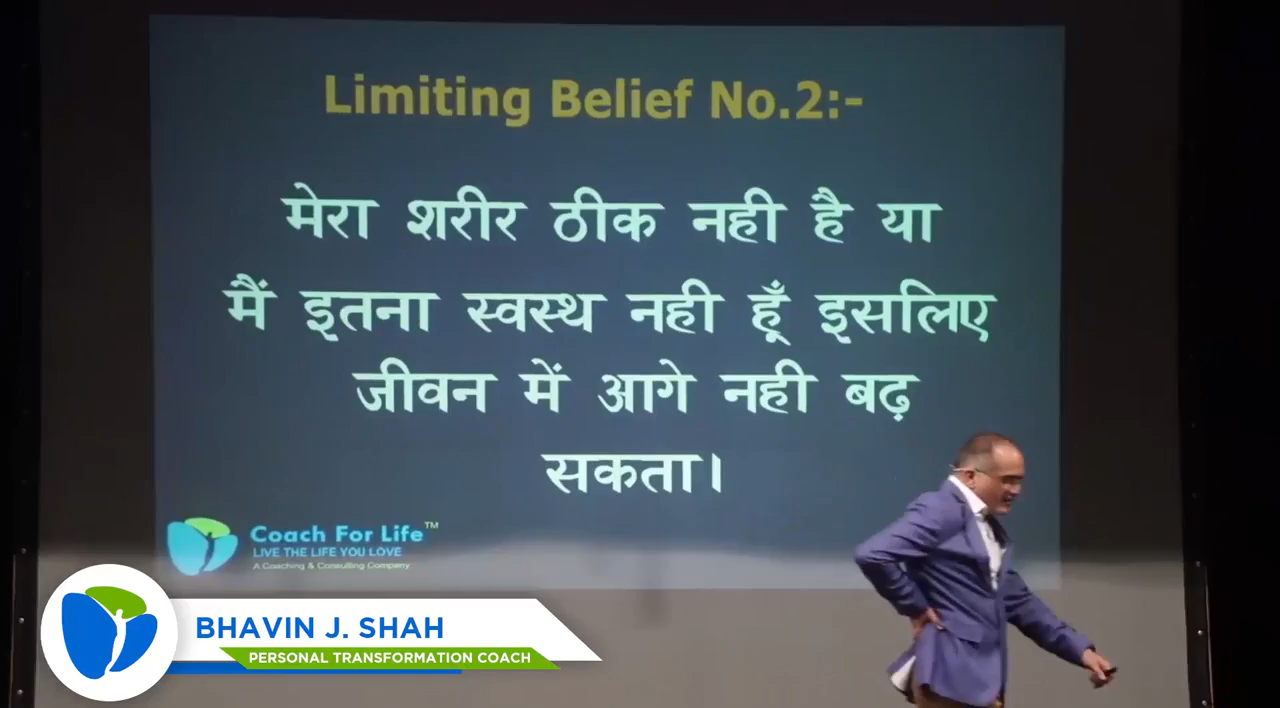 Limiting Belief No.2:-
मेरा शरीर ठीक नही है या
मैं इतना स्वस्थ नही हूँ इसलिए
जीवन में आगे नही बढ़
सकता।
Coach For Life™
LIVE THE LIFE YOU LOVE
A Coaching & Consulting Company
BHAVIN J. SHAH
PERSONAL TRANSFORMATION COACH